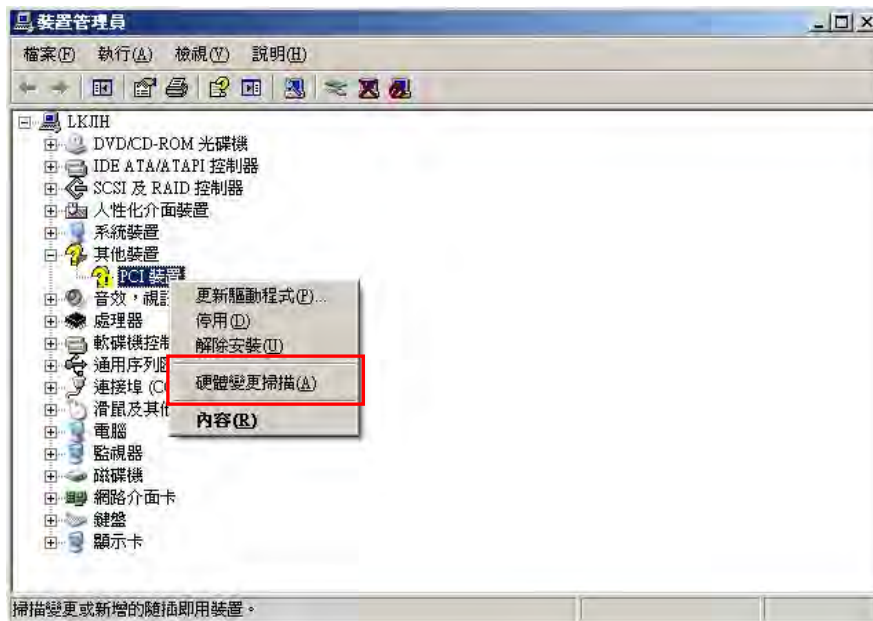 裝置管理員
檔案(F) 執行(A) 檢視(V) 說明(H)
LKJIH
DVD/CD-ROM 光碟機
IDE ATA/ATAPI 控制器
SCSI 及 RAID 控制器
人性化介面裝置
系統裝置
其他裝置
PCI 裝置
音效，視訊
處理器
軟碟機控制
通用序列
連接埠 (CO
滑鼠及其他
電腦
監視器
磁碟機
網路介面卡
鍵盤
顯示卡
更新驅動程式(P)...
停用(D)
解除安裝(U)
硬體變更掃描(A)
內容(R)
掃描變更或新增的隨插即用裝置。